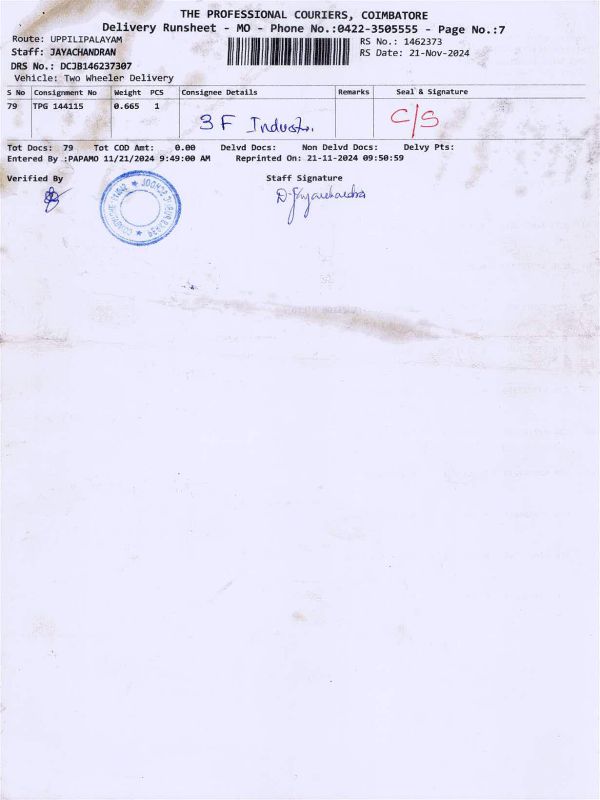 THE PROFESSIONAL COURIERS, COIMBATORE
Delivery Runsheet - MO - Phone No.:0422-3505555 - Page No.:7
Route: UPPILIPALAYAM RS No.: 1462373
Staff: JAYACHANDRAN RS Date: 21-Nov-2024
DRS No.: DCJB146237307
Vehicle: Two Wheeler Delivery
S No Consignment No Weight PCS Consignee Details Remarks Seal & Signature
79 TPG 144115 0.665 1
3 F C/S
Tot Docs: 79 Tot COD Amt: 0.00 Delvd Docs: Non Delvd Docs: Delvy Pts:
Entered By :PAPAMO 11/21/2024 9:49:00 AM Reprinted On: 21-11-2024 09:50:59
Verified By Staff Signature